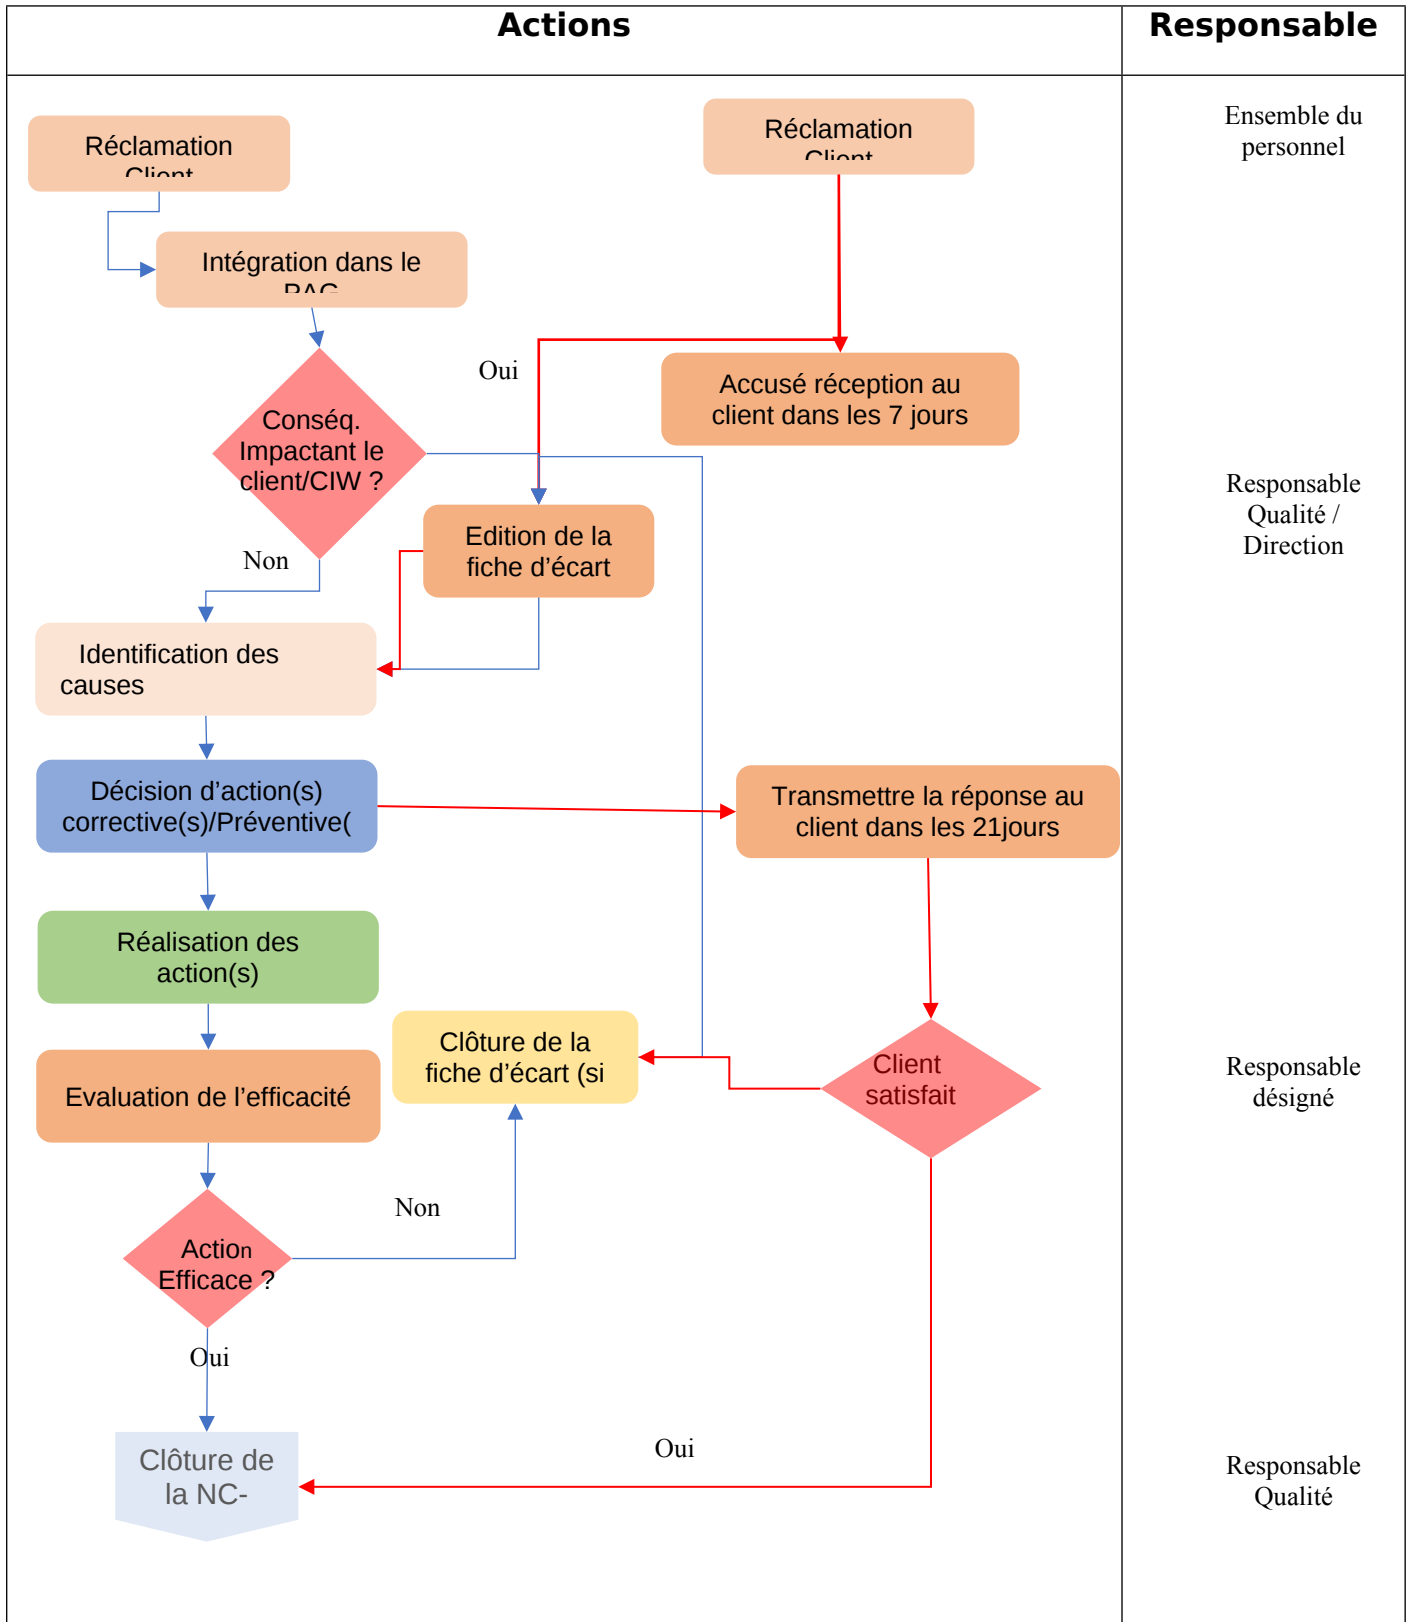 Actions
Responsable
Réclamation
Client
Réclamation
Client
Ensemble du
personnel
Intégration dans le
PAG
Oui
Accusé réception au
client dans les 7 jours
Conséq.
Impactant le
client/CIW ?
Responsable
Qualité /
Direction
Edition de la
fiche d’écart
Non
Identification des
causes
Décision d’action(s)
corrective(s)/Préventive(
Transmettre la réponse au
client dans les 21jours
Réalisation des
action(s)
Clôture de la
fiche d’écart (si
Client
satisfait
Responsable
désigné
Evaluation de l’efficacité
Non
Action
Efficace ?
Oui
Oui
Clôture de
la NC-
Responsable
Qualité